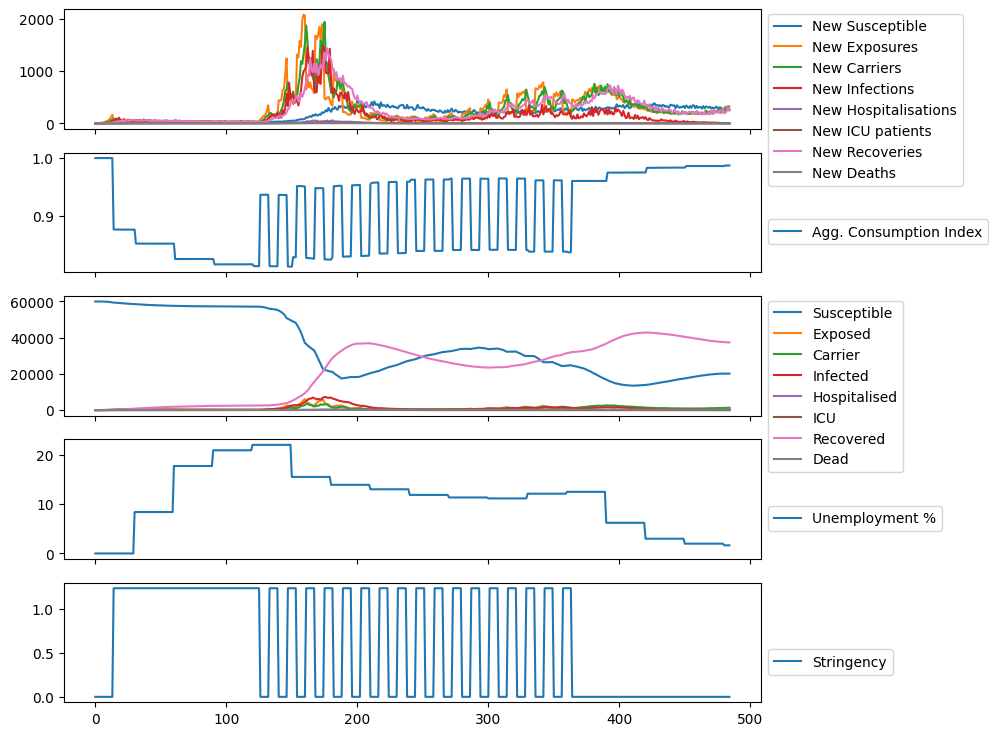 2000
1000
0
New Susceptible
New Exposures
New Carriers
New Infections
New Hospitalisations
New ICU patients
New Recoveries
New Deaths
1.0
0.9
Agg. Consumption Index
60000
40000
20000
0
Susceptible
Exposed
Carrier
Infected
Hospitalised
ICU
Recovered
Dead
20
10
0
Unemployment %
1.0
0.5
0.0
Stringency
0 100 200 300 400 500